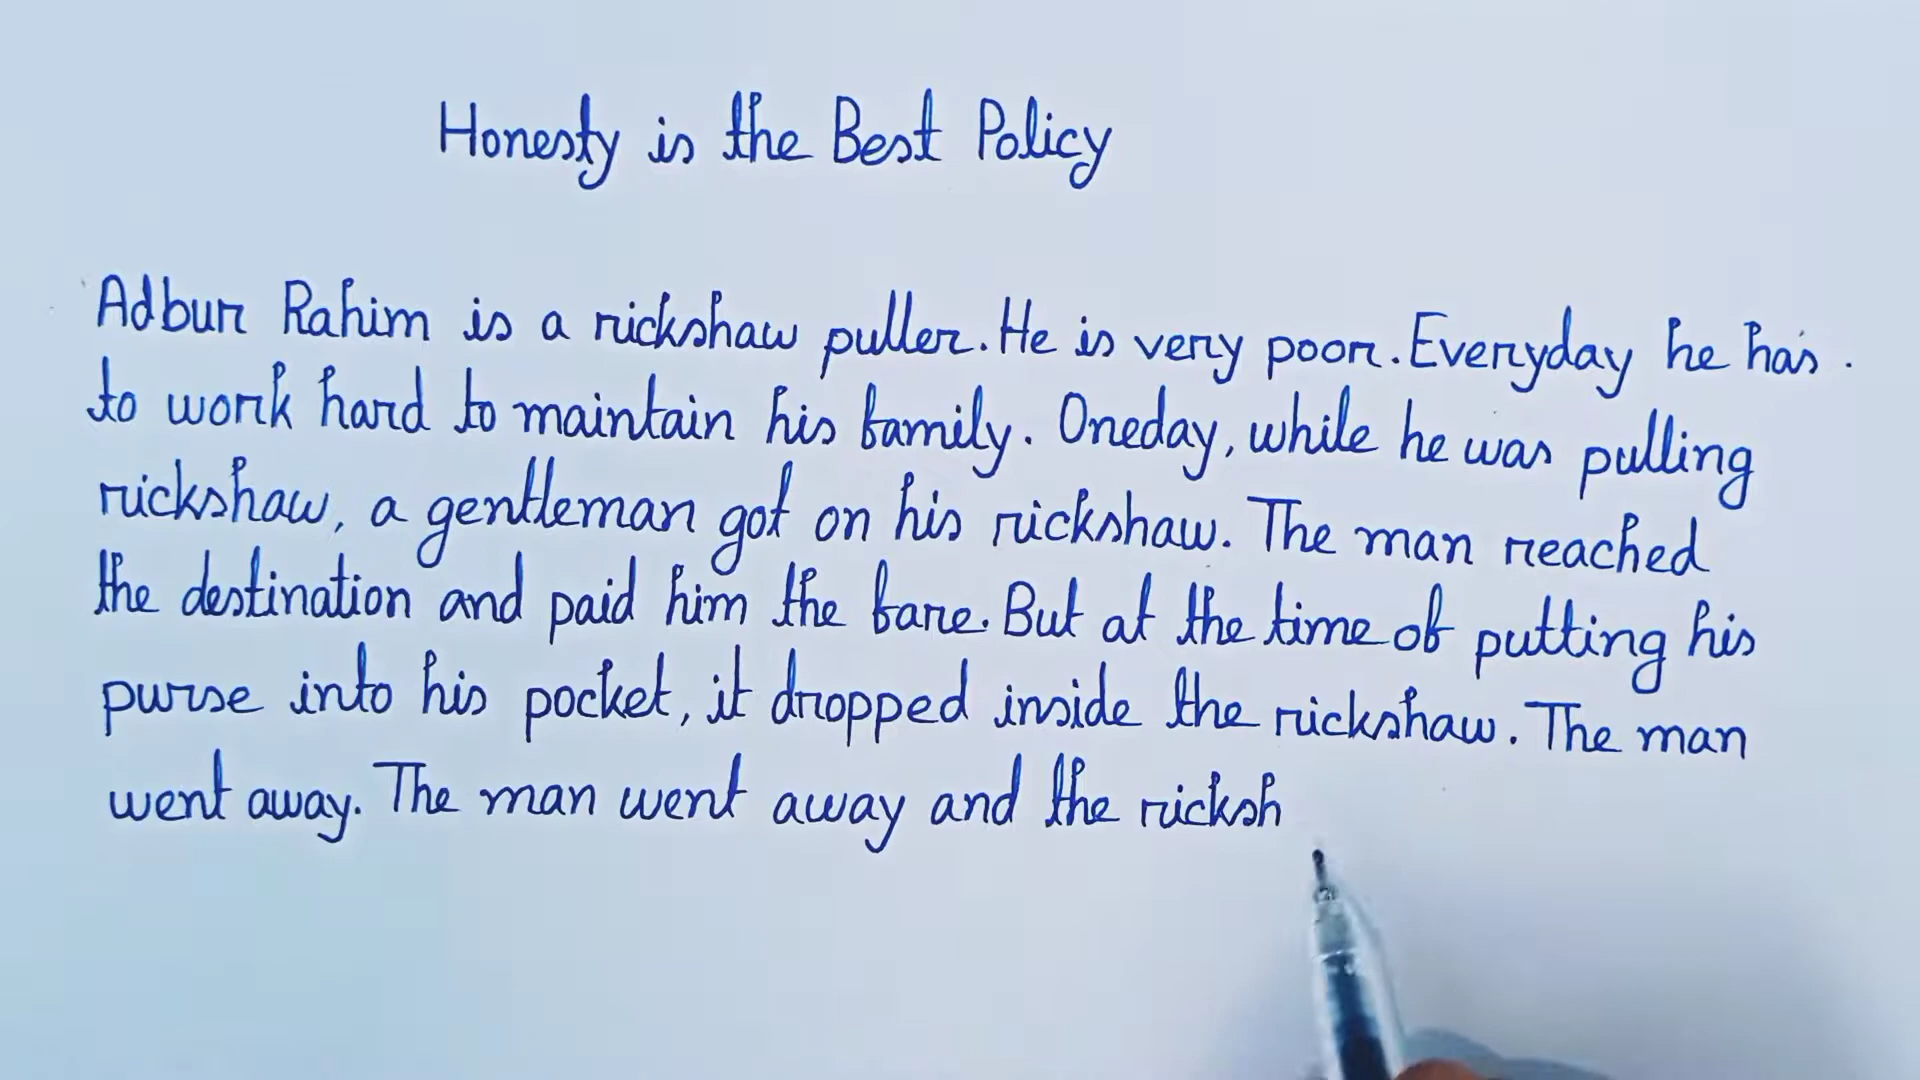 Honesty is the Best Policy
Adbur Rahim is a rickshaw puller. He is very poor. Everyday he has
to work hard to maintain his family. Oneday, while he was pulling
rickshaw, a gentleman got on his rickshaw. The man reached
the destination and paid him the fare. But at the time of putting his
purse into his pocket, it dropped inside the rickshaw. The man
went away. The man went away and the ricksh